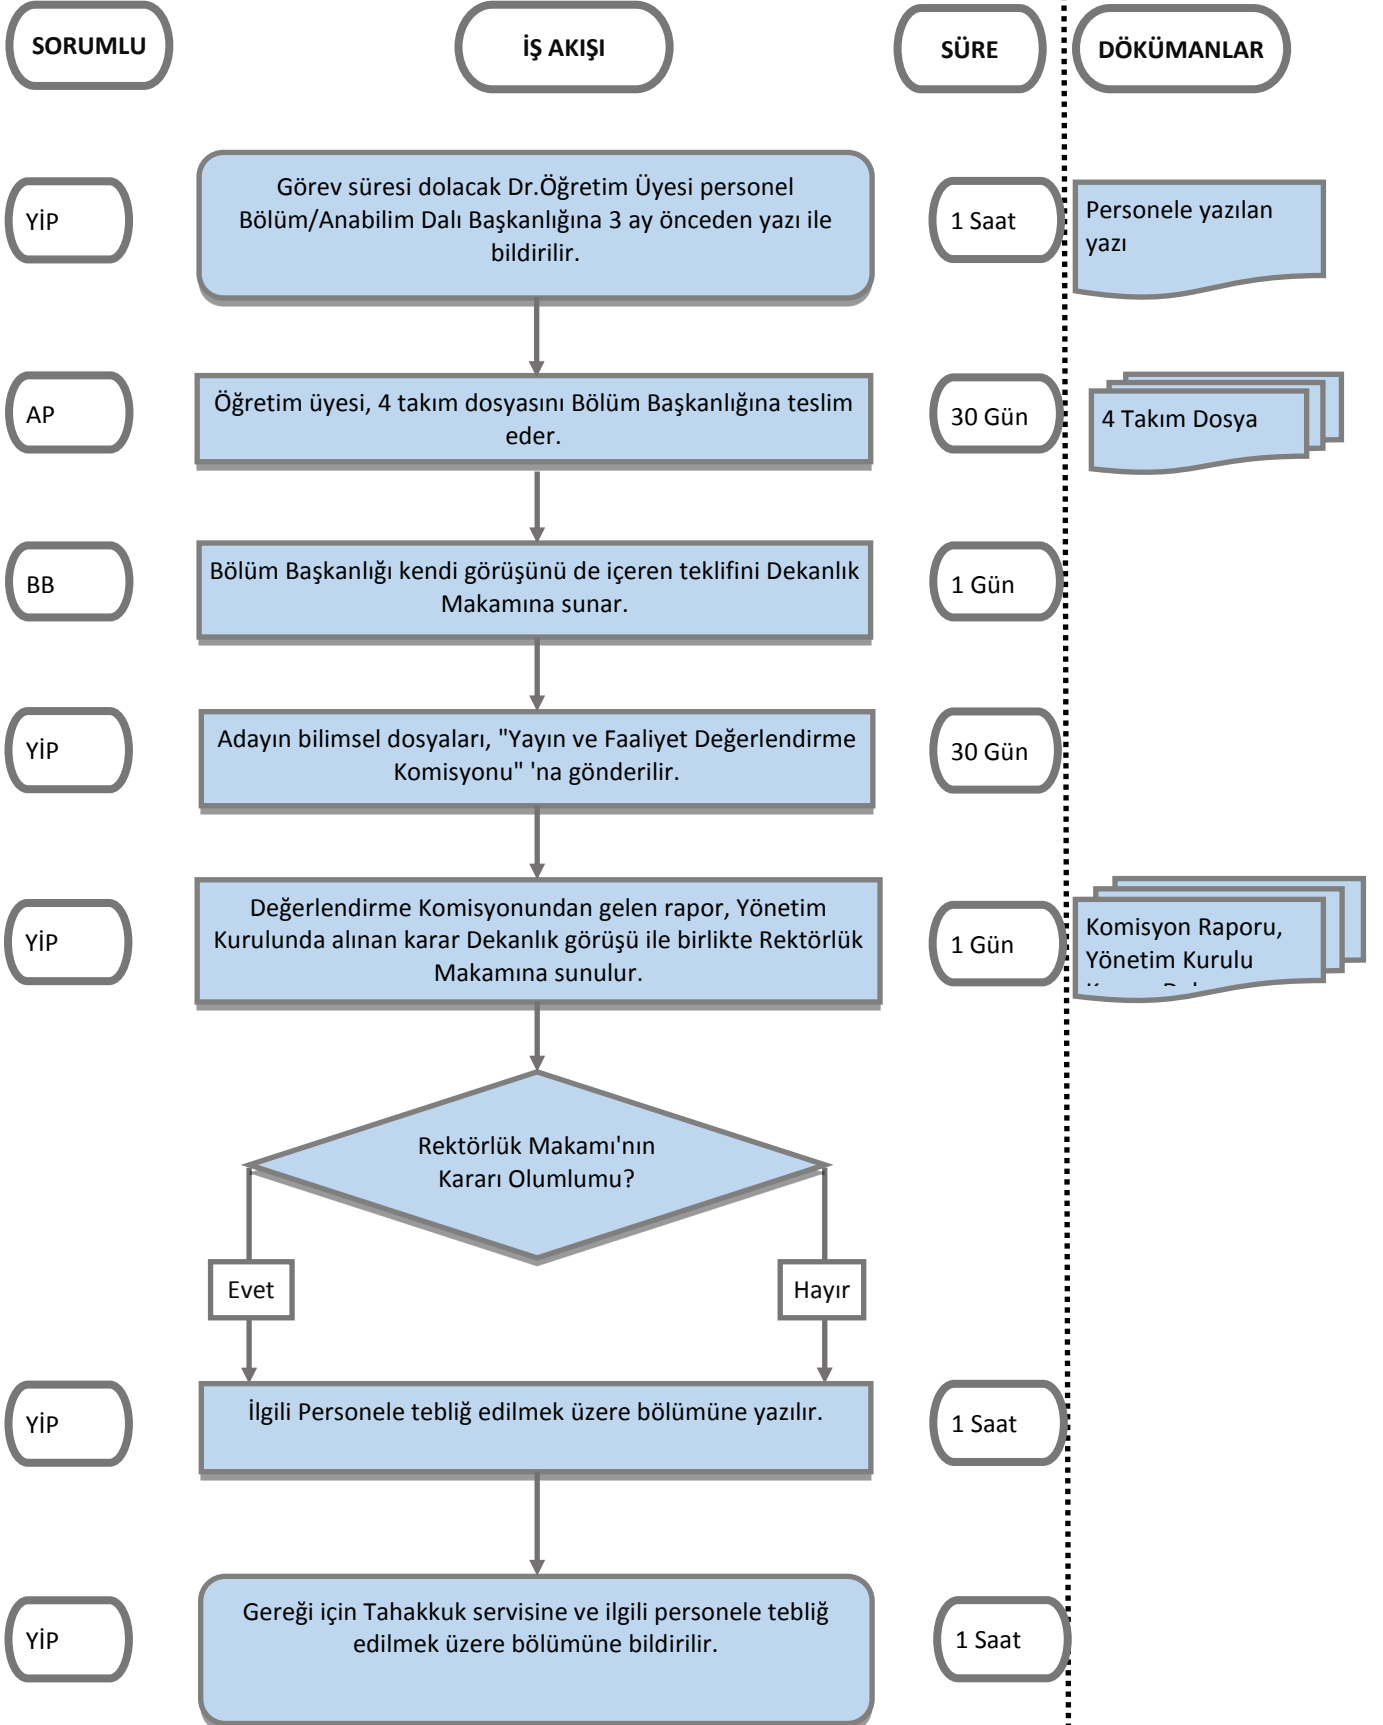 SORUMLU
İŞ AKIŞI
SÜRE
DÖKÜMANLAR
YİP
Görev süresi dolacak Dr.Öğretim Üyesi personel
Bölüm/Anabilim Dalı Başkanlığına 3 ay önceden yazı ile
bildirilir.
1 Saat
Personele yazılan
yazı
AP
Öğretim üyesi, 4 takım dosyasını Bölüm Başkanlığına teslim
eder.
30 Gün
4 Takım Dosya
BB
Bölüm Başkanlığı kendi görüşünü de içeren teklifini Dekanlık
Makamına sunar.
1 Gün
YİP
Adayın bilimsel dosyaları, "Yayın ve Faaliyet Değerlendirme
Komisyonu" 'na gönderilir.
30 Gün
YİP
Değerlendirme Komisyonundan gelen rapor, Yönetim
Kurulunda alınan karar Dekanlık görüşü ile birlikte Rektörlük
Makamına sunulur.
1 Gün
Komisyon Raporu,
Yönetim Kurulu
Rektörlük Makamı'nın
Kararı Olumlumu?
Evet
Hayır
YİP
İlgili Personele tebliğ edilmek üzere bölümüne yazılır.
1 Saat
YİP
Gereği için Tahakkuk servisine ve ilgili personele tebliğ
edilmek üzere bölümüne bildirilir.
1 Saat